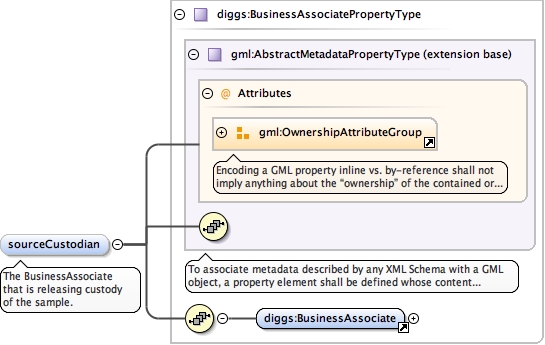 diggs:BusinessAssociatePropertyType
gml:AbstractMetadataPropertyType (extension base)
@ Attributes
gml:OwnershipAttributeGroup
Encoding a GML property inline vs. by-reference shall not
imply anything about the “ownership” of the contained or...
sourceCustodian
The BusinessAssociate
that is releasing custody
of the sample.
To associate metadata described by any XML Schema with a GML
object, a property element shall be defined whose content...
diggs:BusinessAssociate